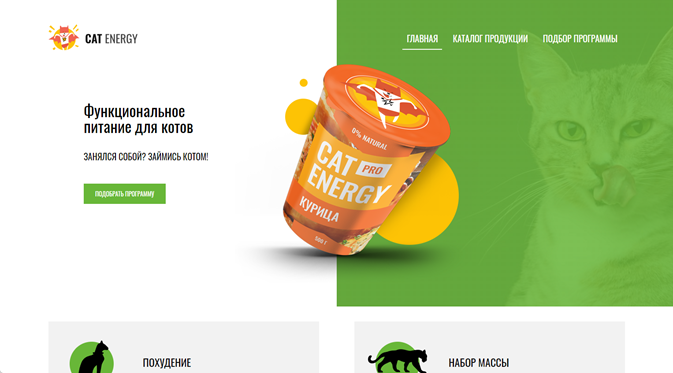 CAT ENERGY
ГЛАВНАЯ
КАТАЛОГ ПРОДУКЦИИ
ПОДБОР ПРОГРАММЫ
Функциональное
питание для котов
ЗАНЯЛСЯ СОБОЙ? ЗАЙМИСЬ КОТОМ!
ПОДОБРАТЬ ПРОГРАММУ
0% NATURAL
CAT PRO
ENERGY
КУРИЦА
500 Г
ПОХУДЕНИЕ
НАБОР МАССЫ